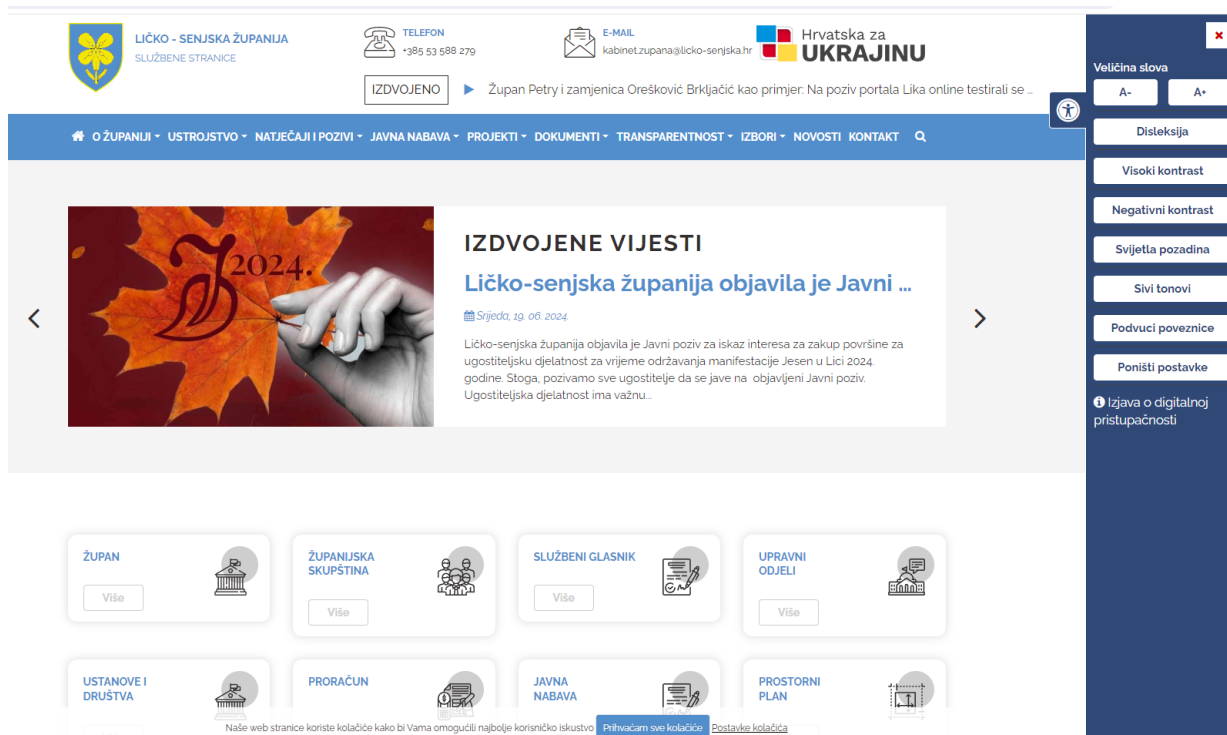 LIČKO - SENJSKA ŽUPANIJA
SLUŽBENE STRANICE
TELEFON
+385 53 588 279
E-MAIL
kabinet.zupana@licko-senjska.hr
Hrvatska za
UKRAJINU
IZDVOJENO
Župan Petry i zamjenica Orešković Brkljačić kao primjer: Na poziv portala Lika online testirali se ...
O ŽUPANIJI USTROJSTVO NATJEČAJI I POZIVI JAVNA NABAVA PROJEKTI DOKUMENTI TRANSPARENTNOST IZBORI NOVOSTI KONTAKT
J 2024.
IZDVOJENE VIJESTI
Ličko-senjska županija objavila je Javni ...
Srijeda, 19. 06. 2024.
Ličko-senjska županija objavila je Javni poziv za iskaz interesa za zakup površine za
ugostiteljsku djelatnost za vrijeme održavanja manifestacije Jesen u Lici 2024.
godine. Stoga, pozivamo sve ugostitelje da se jave na objavljeni Javni poziv.
Ugostiteljska djelatnost ima važnu...
ŽUPAN
Više
ŽUPANIJSKA
SKUPŠTINA
Više
SLUŽBENI GLASNIK
Više
UPRAVNI
ODJELI
Više
USTANOVE I
DRUŠTVA
PRORAČUN
JAVNA
NABAVA
PROSTORNI
PLAN
Naše web stranice koriste kolačiće kako bi Vama omogućili najbolje korisničko iskustvo
Prihvaćam sve kolačiće
Postavke kolačića
Veličina slova
A-
A+
Disleksija
Visoki kontrast
Negativni kontrast
Svijetla pozadina
Sivi tonovi
Podvuci poveznice
Poništi postavke
Izjava o digitalnoj
pristupačnosti